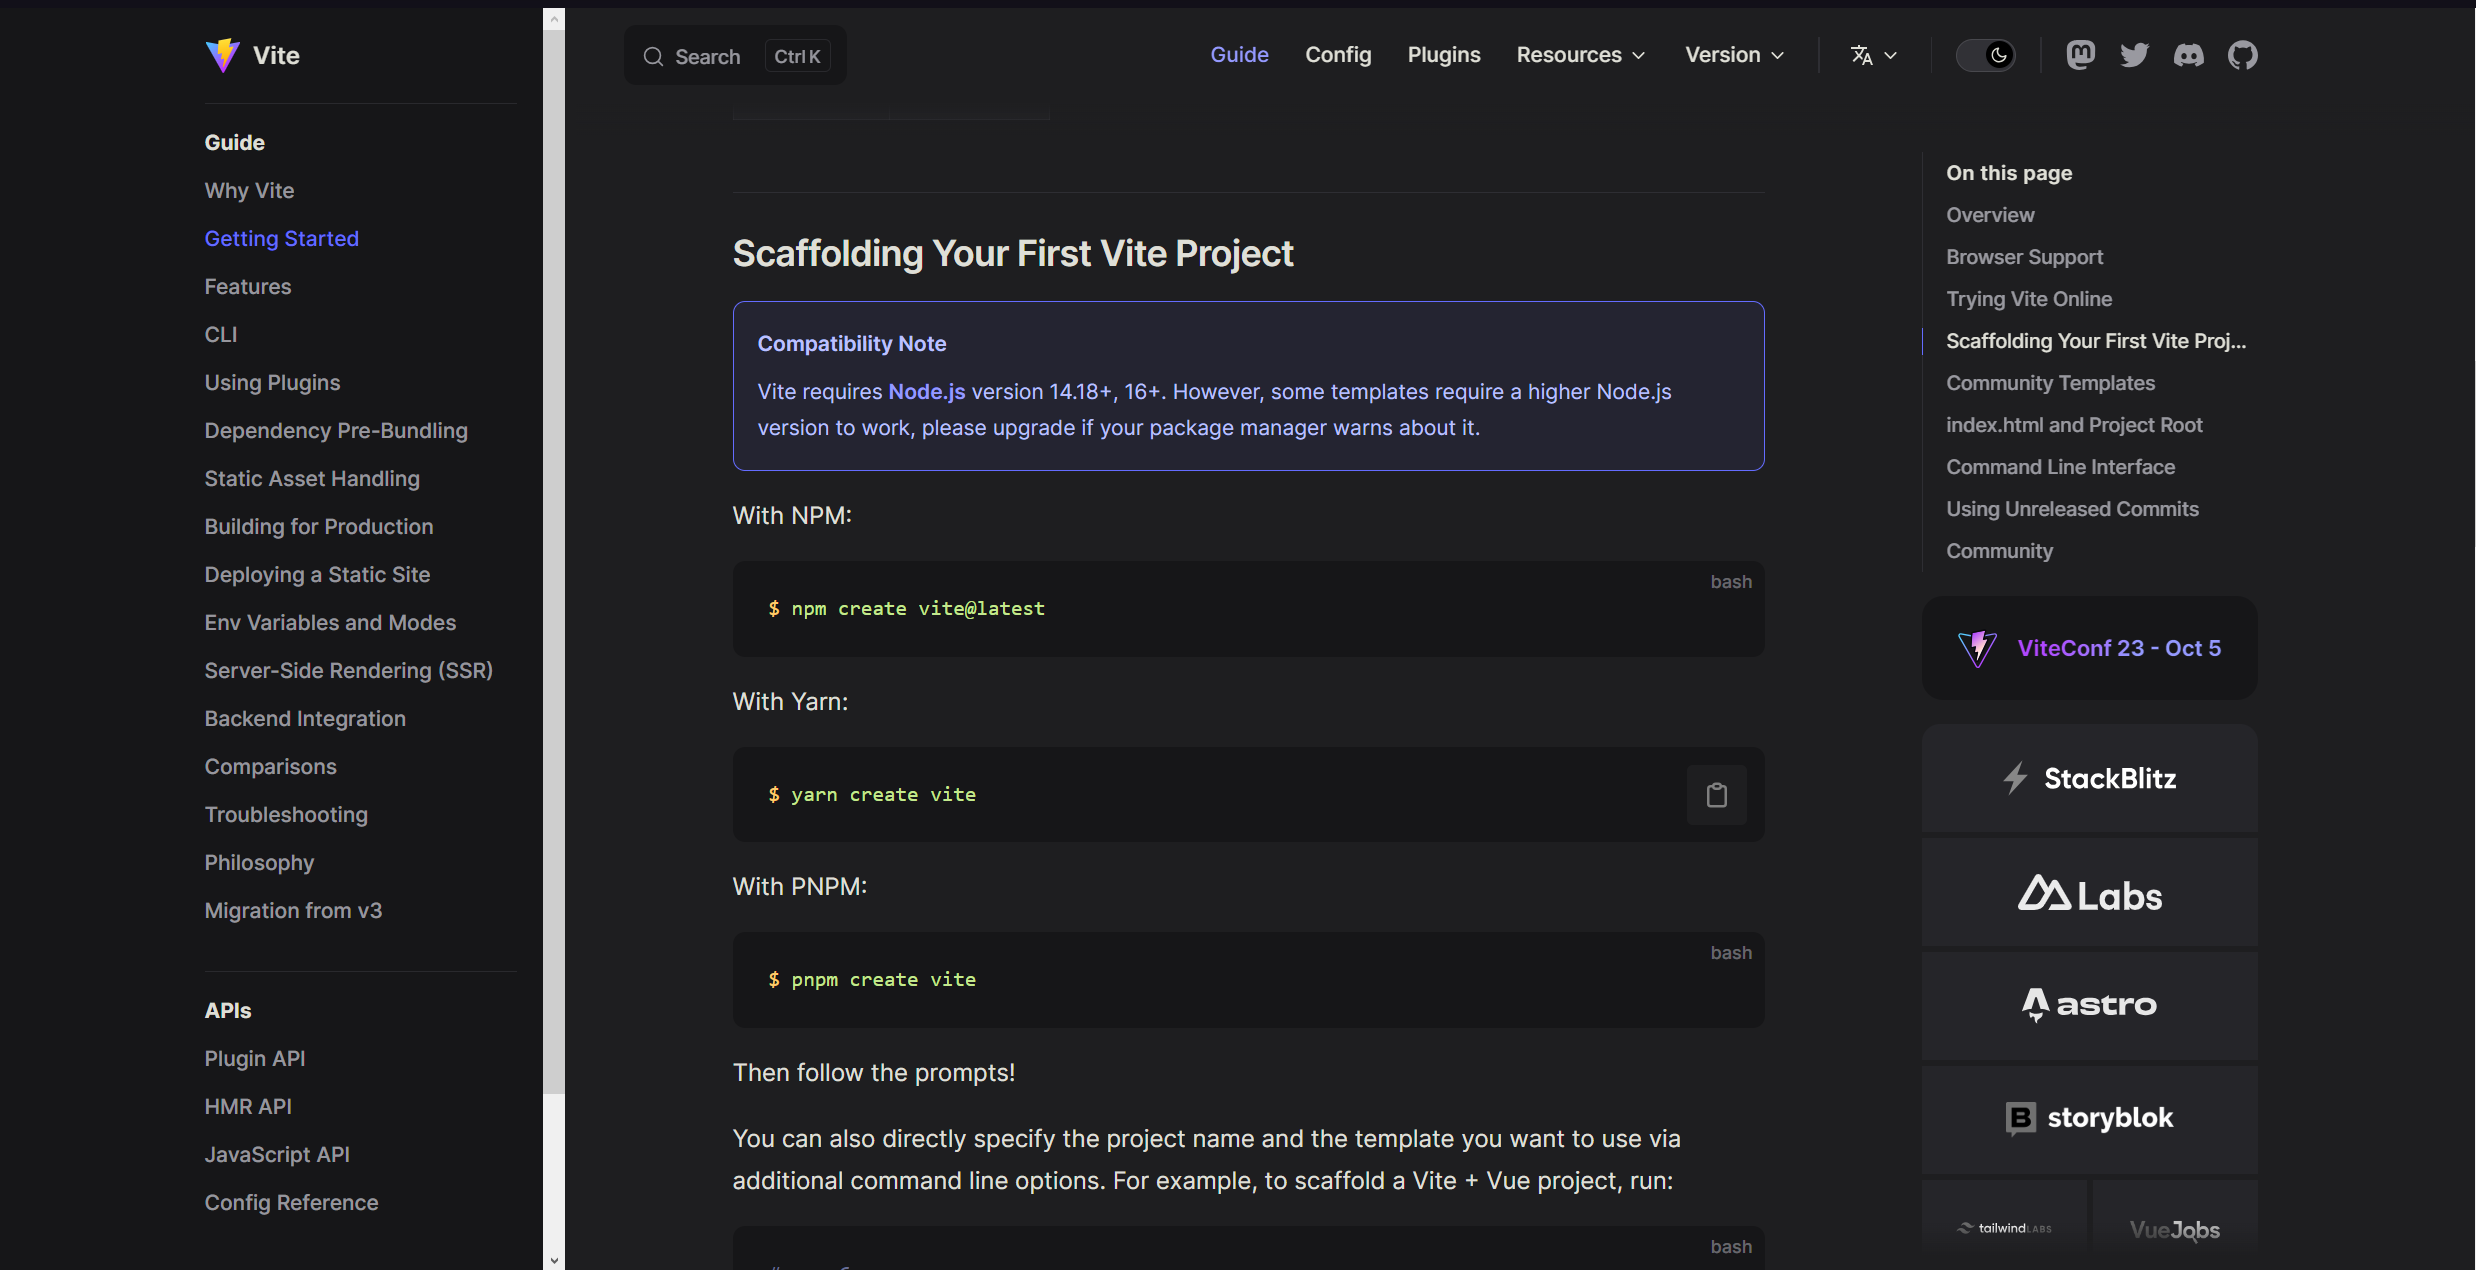 Vite
Search
Ctrl K
Guide
Config
Plugins
Resources
Version
Guide
Why Vite
Getting Started
Features
CLI
Using Plugins
Dependency Pre-Bundling
Static Asset Handling
Building for Production
Deploying a Static Site
Env Variables and Modes
Server-Side Rendering (SSR)
Backend Integration
Comparisons
Troubleshooting
Philosophy
Migration from v3
APIs
Plugin API
HMR API
JavaScript API
Config Reference
Scaffolding Your First Vite Project
Compatibility Note
Vite requires Node.js version 14.18+, 16+. However, some templates require a higher Node.js
version to work, please upgrade if your package manager warns about it.
With NPM:
bash
$ npm create vite@latest
With Yarn:
$ yarn create vite
With PNPM:
bash
$ pnpm create vite
Then follow the prompts!
You can also directly specify the project name and the template you want to use via
additional command line options. For example, to scaffold a Vite + Vue project, run:
bash
On this page
Overview
Browser Support
Trying Vite Online
Scaffolding Your First Vite Proj...
Community Templates
index.html and Project Root
Command Line Interface
Using Unreleased Commits
Community
ViteConf 23 - Oct 5
StackBlitz
Labs
astro
storyblok
tailwind LABS
VueJobs